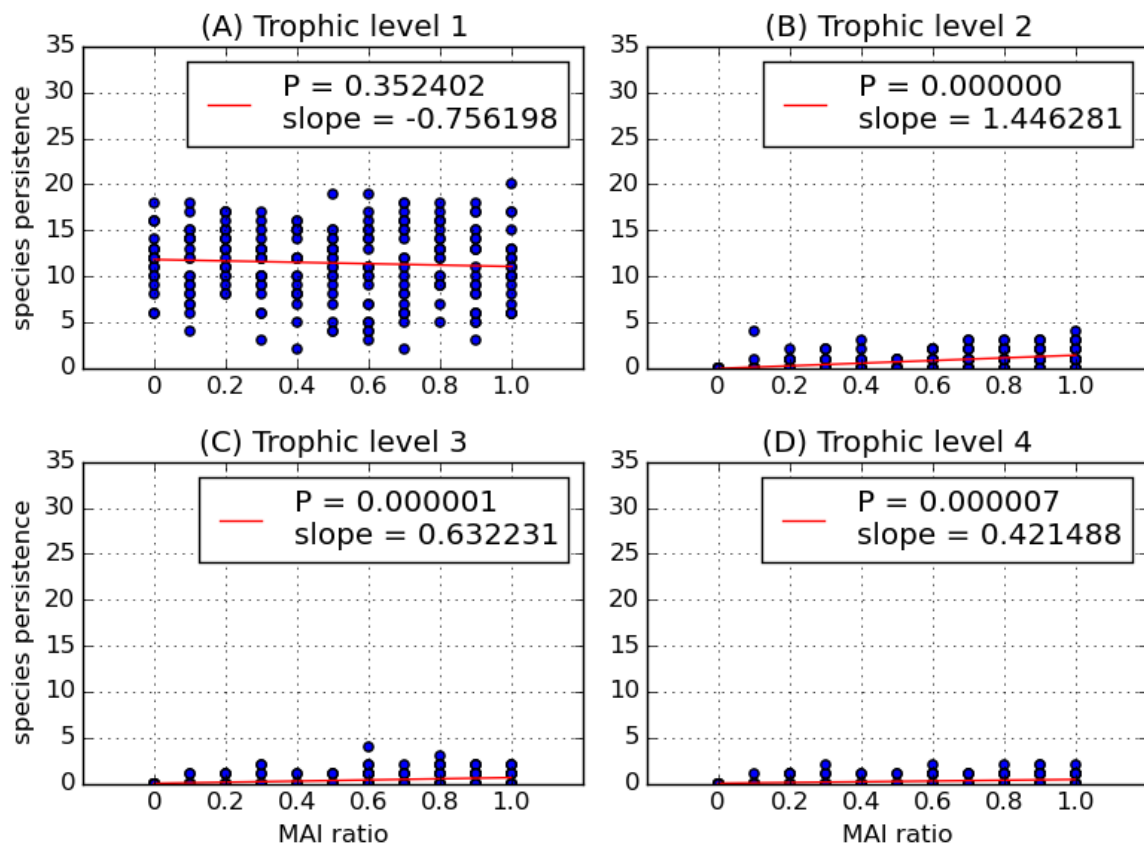 (A) Trophic level 1
P = 0.352402
slope = -0.756198
species persistence
35
30
25
20
15
10
5
0
0 0.2 0.4 0.6 0.8 1.0
(B) Trophic level 2
P = 0.000000
slope = 1.446281
35
30
25
20
15
10
5
0
0 0.2 0.4 0.6 0.8 1.0
(C) Trophic level 3
P = 0.000001
slope = 0.632231
species persistence
35
30
25
20
15
10
5
0
0 0.2 0.4 0.6 0.8 1.0
MAI ratio
(D) Trophic level 4
P = 0.000007
slope = 0.421488
35
30
25
20
15
10
5
0
0 0.2 0.4 0.6 0.8 1.0
MAI ratio